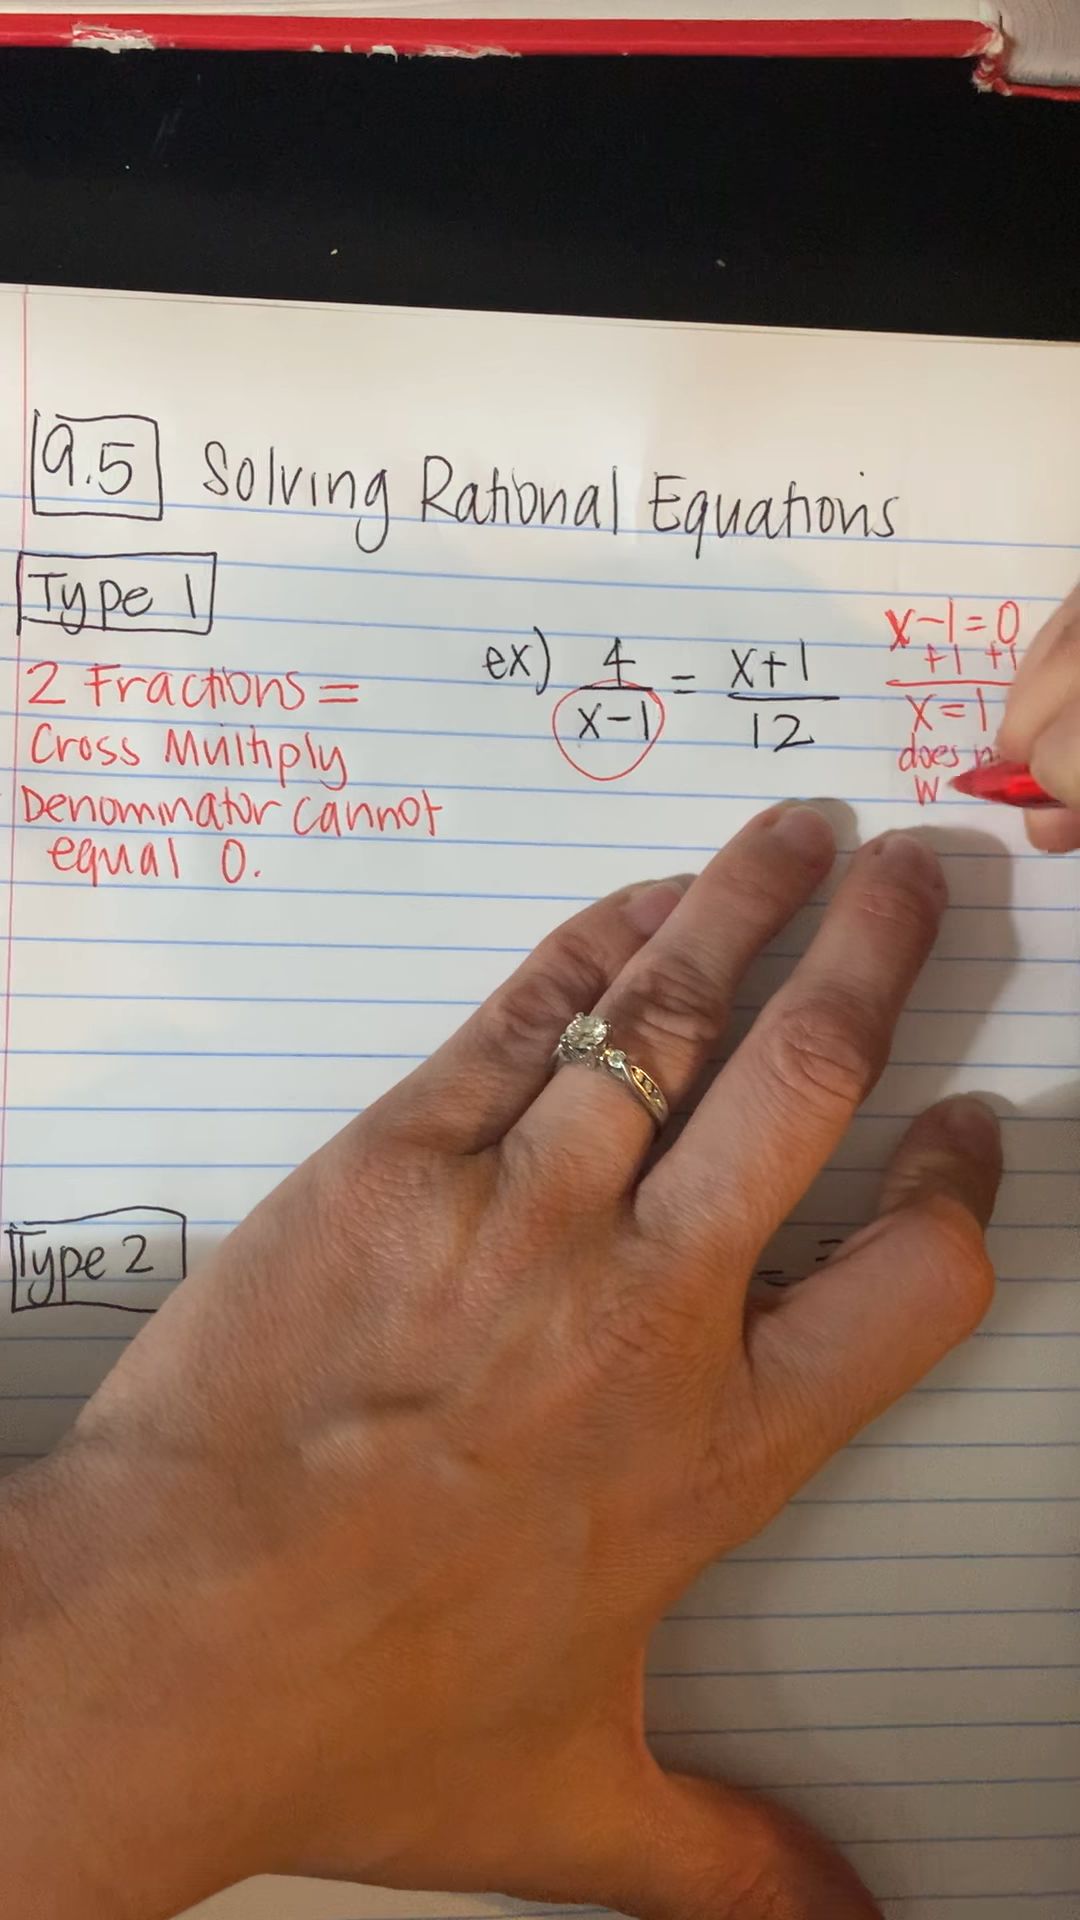 9.5 Solving Rational Equations
Type 1
2 Fractions =
Cross Multiply
Denominator cannot
equal 0.
ex) 4/x-1 = x+1/12
x-1=0
+1 +1
x=1
does
Type 2
=